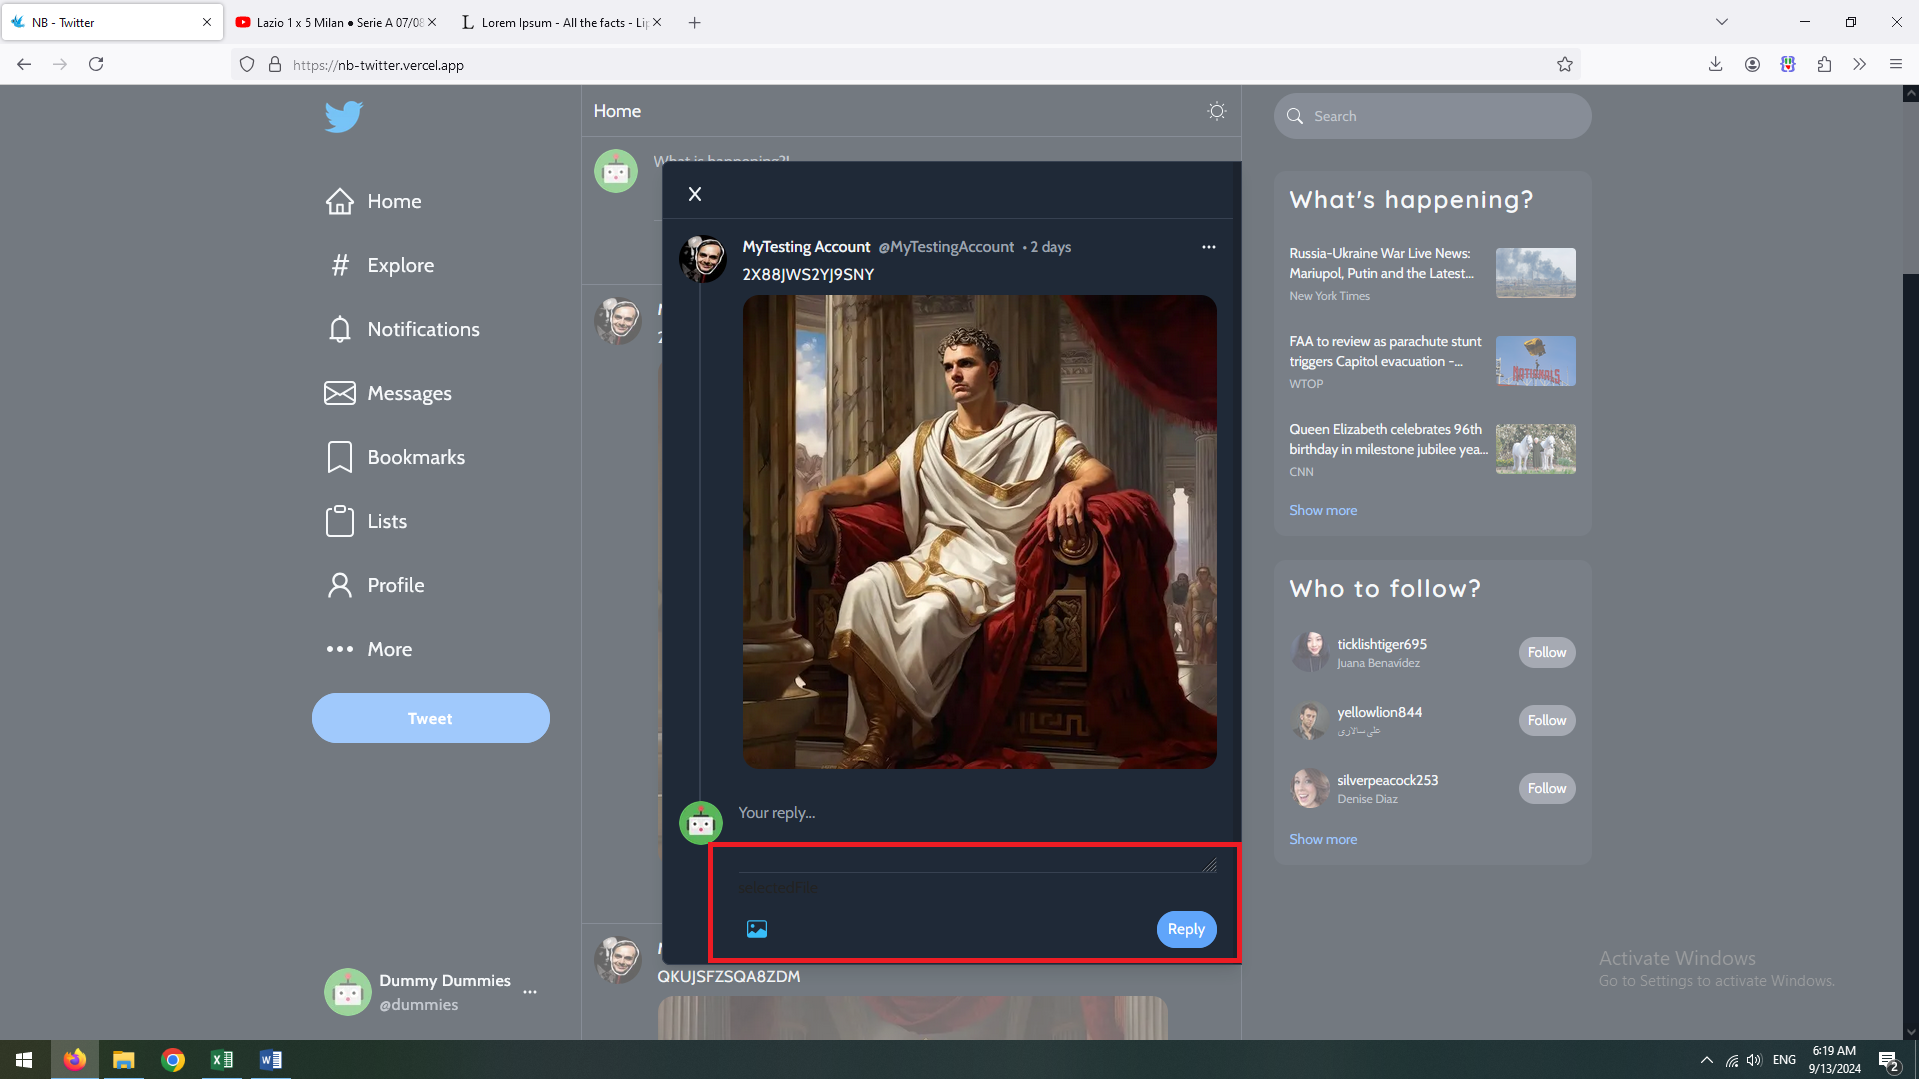 NB - Twitter
Lazio 1 x 5 Milan ● Serie A 07/08
Lorem Ipsum - All the facts - Lip
https://nb-twitter.vercel.app
Home
Explore
Notifications
Messages
Bookmarks
Lists
Profile
More
Tweet
Dummy Dummies
@dummies
Home
What is happening?!
X
MyTesting Account @MyTestingAccount • 2 days
2X88JWS2YJ9SNY
Your reply...
selectedFile
Reply
QKUJSFZSQA8ZDM
Search
What's happening?
Russia-Ukraine War Live News:
Mariupol, Putin and the Latest...
New York Times
FAA to review as parachute stunt
triggers Capitol evacuation -...
WTOP
NATIONALS
Queen Elizabeth celebrates 96th
birthday in milestone jubilee yea...
CNN
Show more
Who to follow?
ticklishtiger695
Juana Benavídez
Follow
yellowlion844
علی سالاری
Follow
silverpeacock253
Denise Diaz
Follow
Show more
Activate Windows
Go to Settings to activate Windows.
ENG
6:19 AM
9/13/2024
2